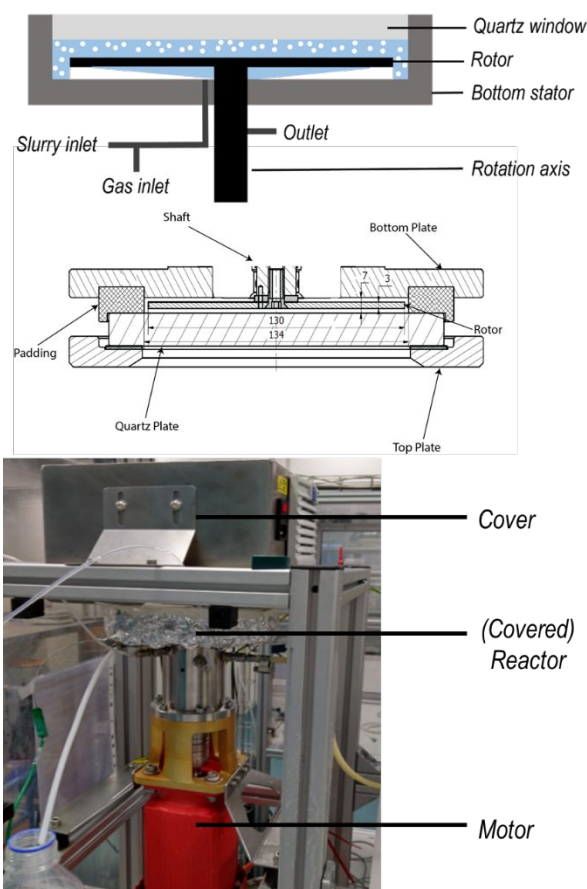 Quartz window
Rotor
Bottom stator
Slurry inlet
Outlet
Gas inlet
Rotation axis
Shaft
Bottom Plate
7
3
130
134
Rotor
Padding
Quartz Plate
Top Plate
Cover
(Covered)
Reactor
Motor